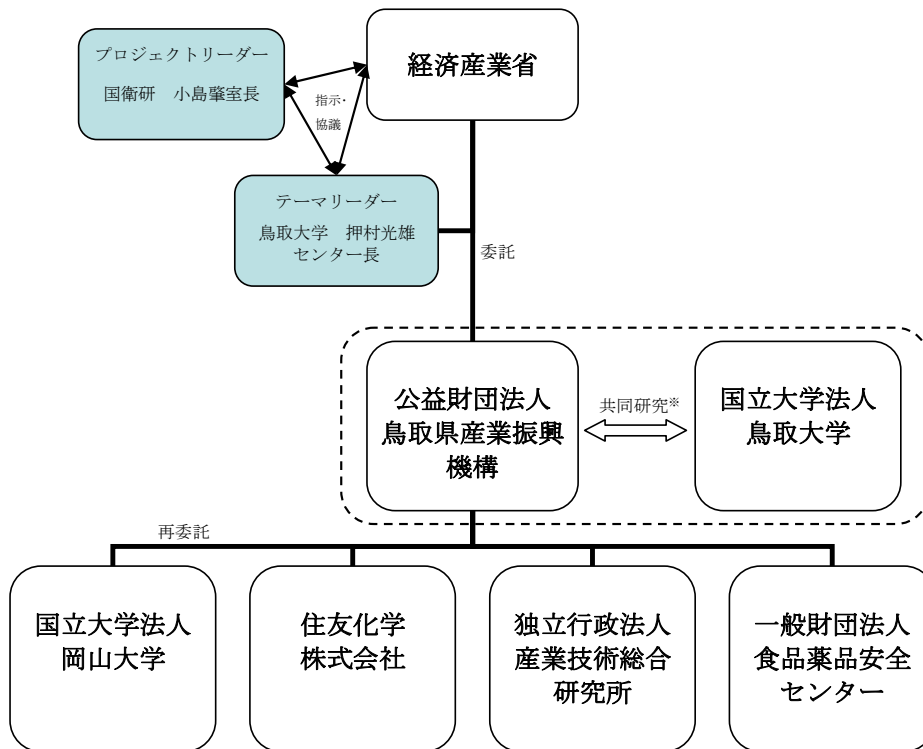 プロジェクトリーダー
国衛研　小島肇室長
経済産業省
指示・
協議
テーマリーダー
鳥取大学　押村光雄
センター長
委託
公益財団法人
鳥取県産業振興
機構
共同研究※
国立大学法人
鳥取大学
再委託
国立大学法人
岡山大学
住友化学
株式会社
独立行政法人
産業技術総合
研究所
一般財団法人
食品薬品安全
センター